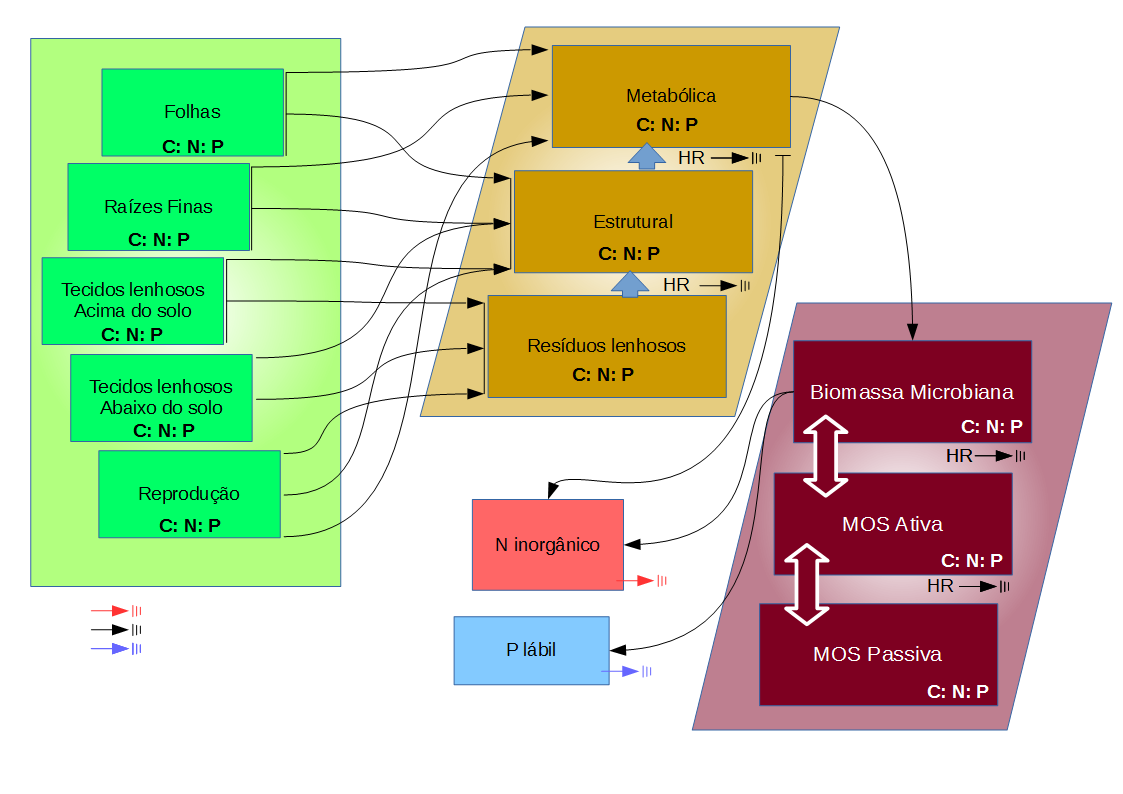 Folhas
C: N: P
Raízes Finas
C: N: P
Tecidos lenhosos
Acima do solo
C: N: P
Tecidos lenhosos
Abaixo do solo
C: N: P
Reprodução
C: N: P
Metabólica
C: N: P
HR
Estrutural
C: N: P
HR
Resíduos lenhosos
C: N: P
N inorgânico
P lábil
Biomassa Microbiana
C: N: P
HR
MOS Ativa
C: N: P
HR
MOS Passiva
C: N: P